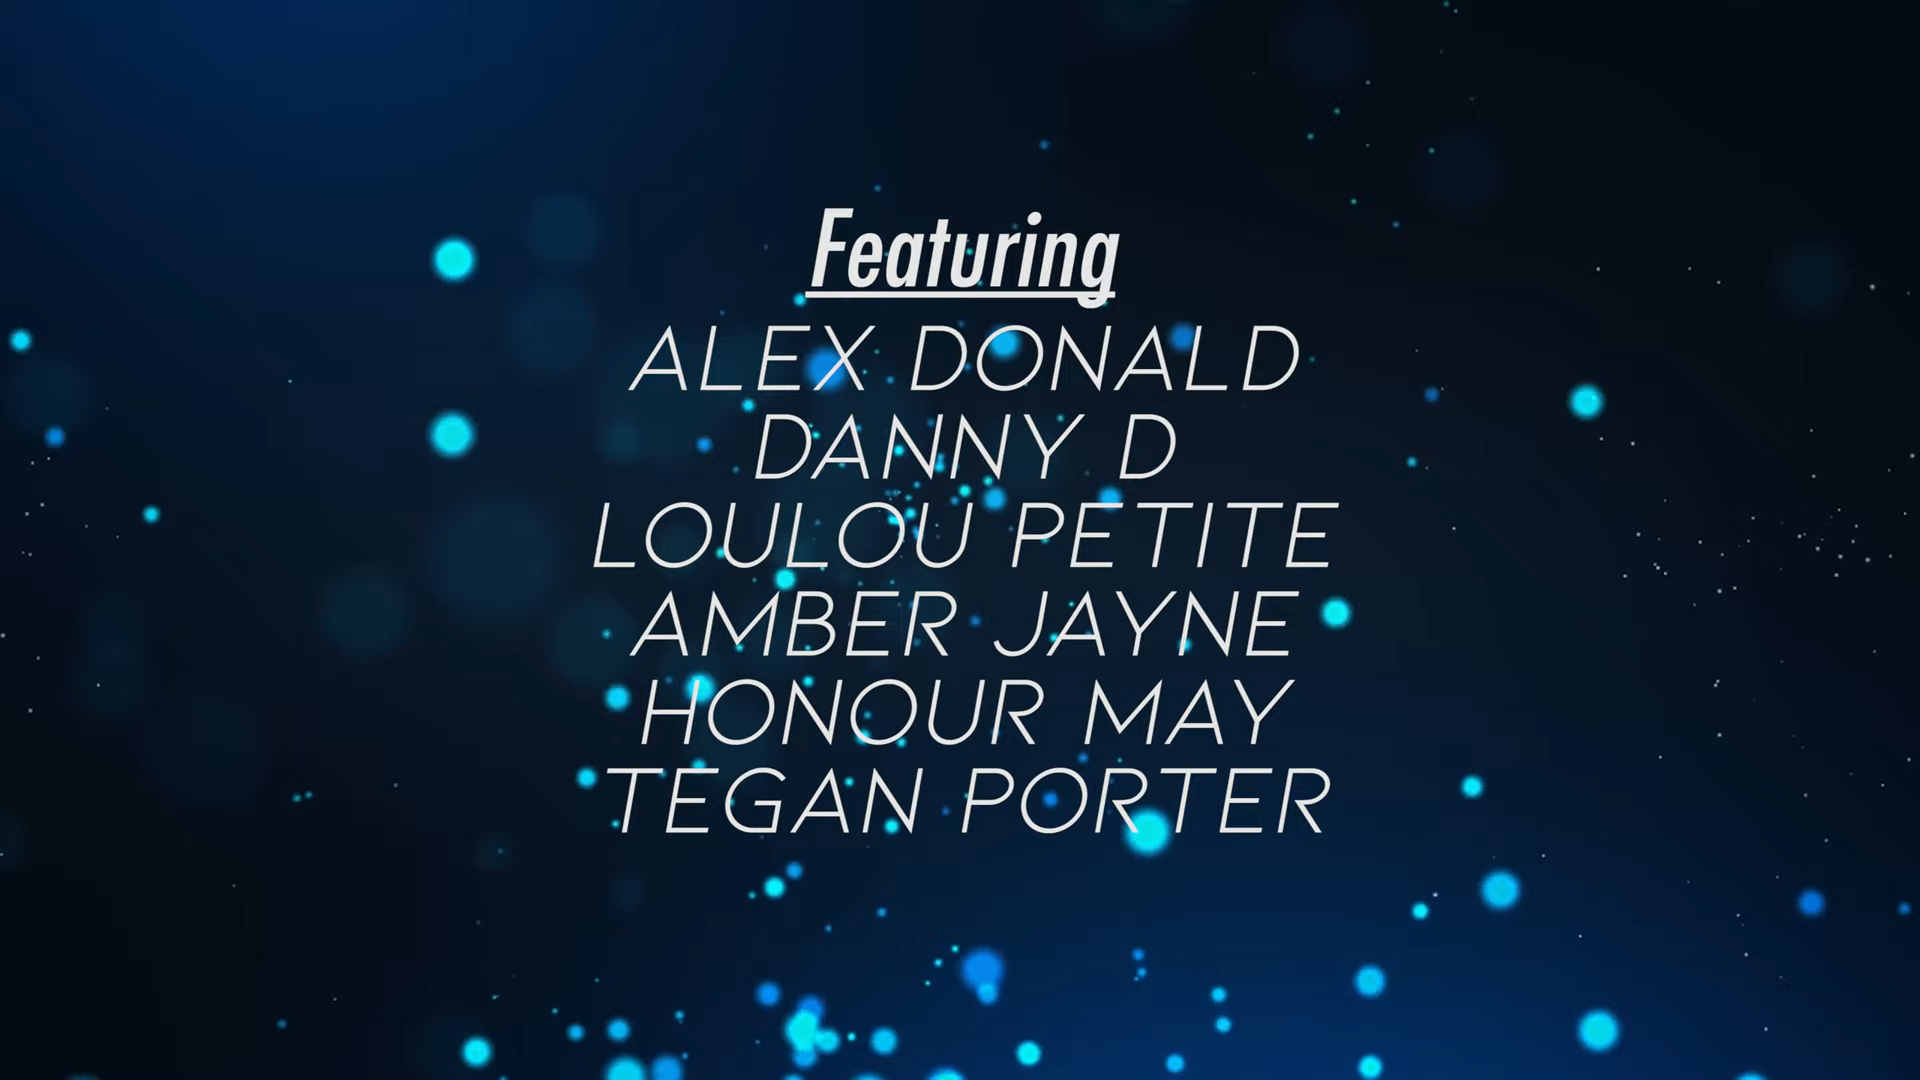 Featuring
ALEX DONALD
DANNY D
LOULOU PETITE
AMBER JAYNE
HONOUR MAY
TEGAN PORTER